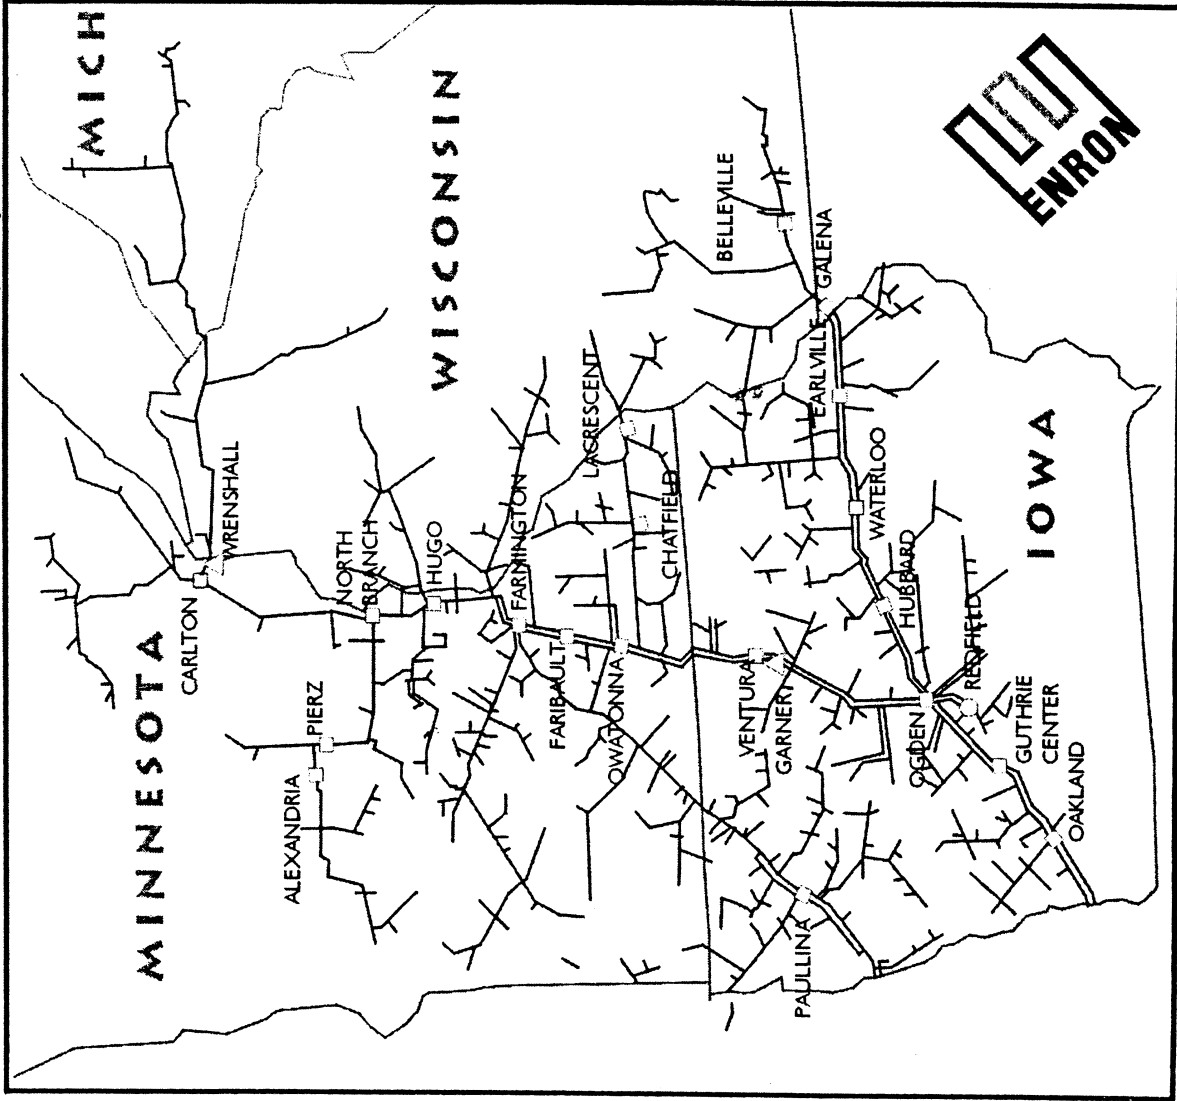 MICH
MINNESOTA
WISCONSIN
IOWA
CARLTON
WRENSHALL
NORTH
BRANCH
HUGO
PIERZ
ALEXANDRIA
FARMINGTON
FARIBAULT
OWATONNA
LACRESCENT
CHATFIELD
BELLEVILLE
GALENA
EARLVILLE
WATERLOO
HUBBARD
VENTURA
GARNER
OGDEN
REDFIELD
GUTHRIE
CENTER
OAKLAND
PAULLINA
ENRON